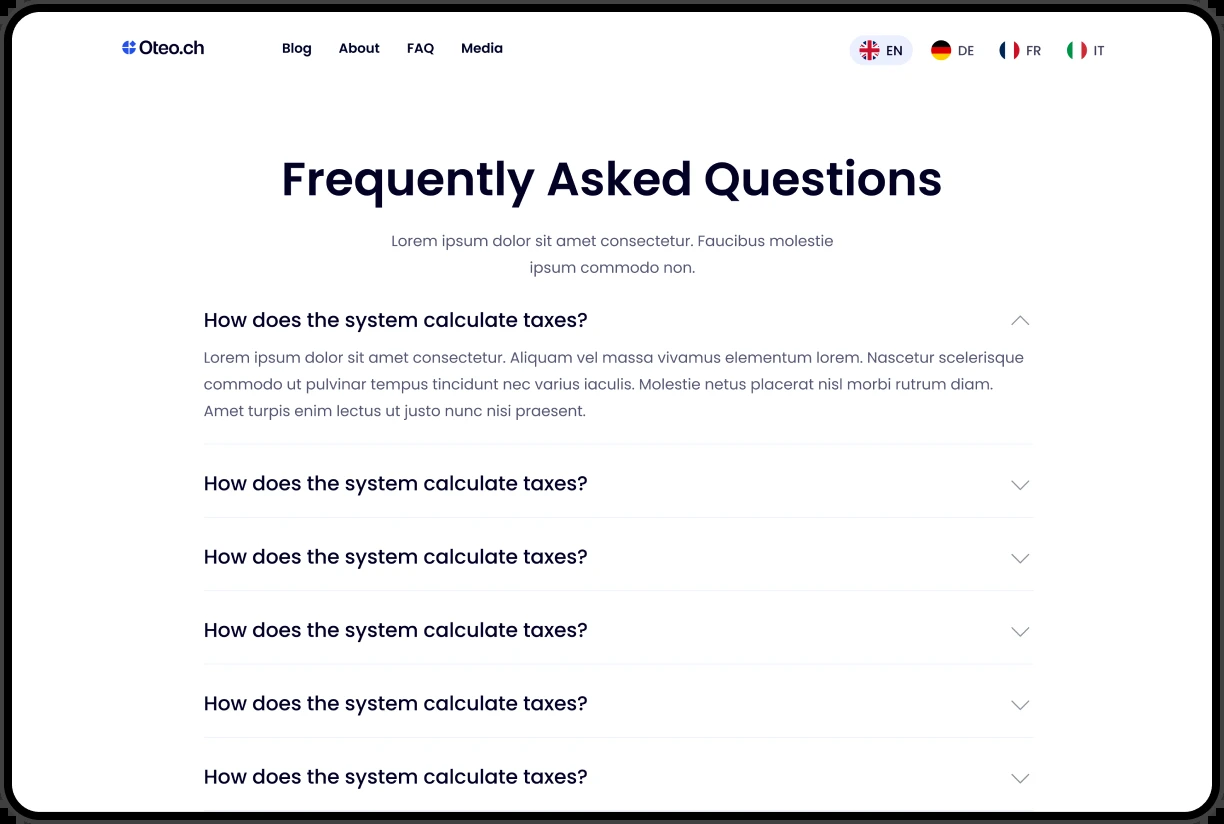 Oteo.ch Blog About FAQ Media EN DE FR IT
Frequently Asked Questions
Lorem ipsum dolor sit amet consectetur. Faucibus molestie
ipsum commodo non.
How does the system calculate taxes?
Lorem ipsum dolor sit amet consectetur. Aliquam vel massa vivamus elementum lorem. Nascetur scelerisque
commodo ut pulvinar tempus tincidunt nec varius iaculis. Molestie netus placerat nisl morbi rutrum diam.
Amet turpis enim lectus ut justo nunc nisi praesent.
How does the system calculate taxes?
How does the system calculate taxes?
How does the system calculate taxes?
How does the system calculate taxes?
How does the system calculate taxes?